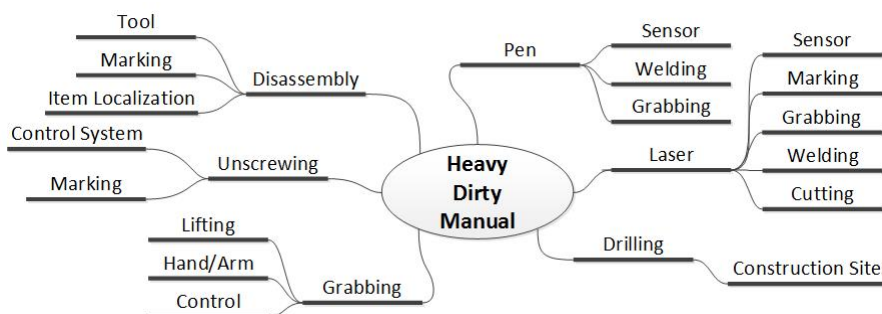 Tool
Marking
Item Localization
Disassembly
Control System
Marking
Unscrewing
Lifting
Hand/Arm
Control
Grabbing
Heavy
Dirty
Manual
Pen
Sensor
Welding
Grabbing
Laser
Sensor
Marking
Grabbing
Welding
Cutting
Drilling
Construction Site